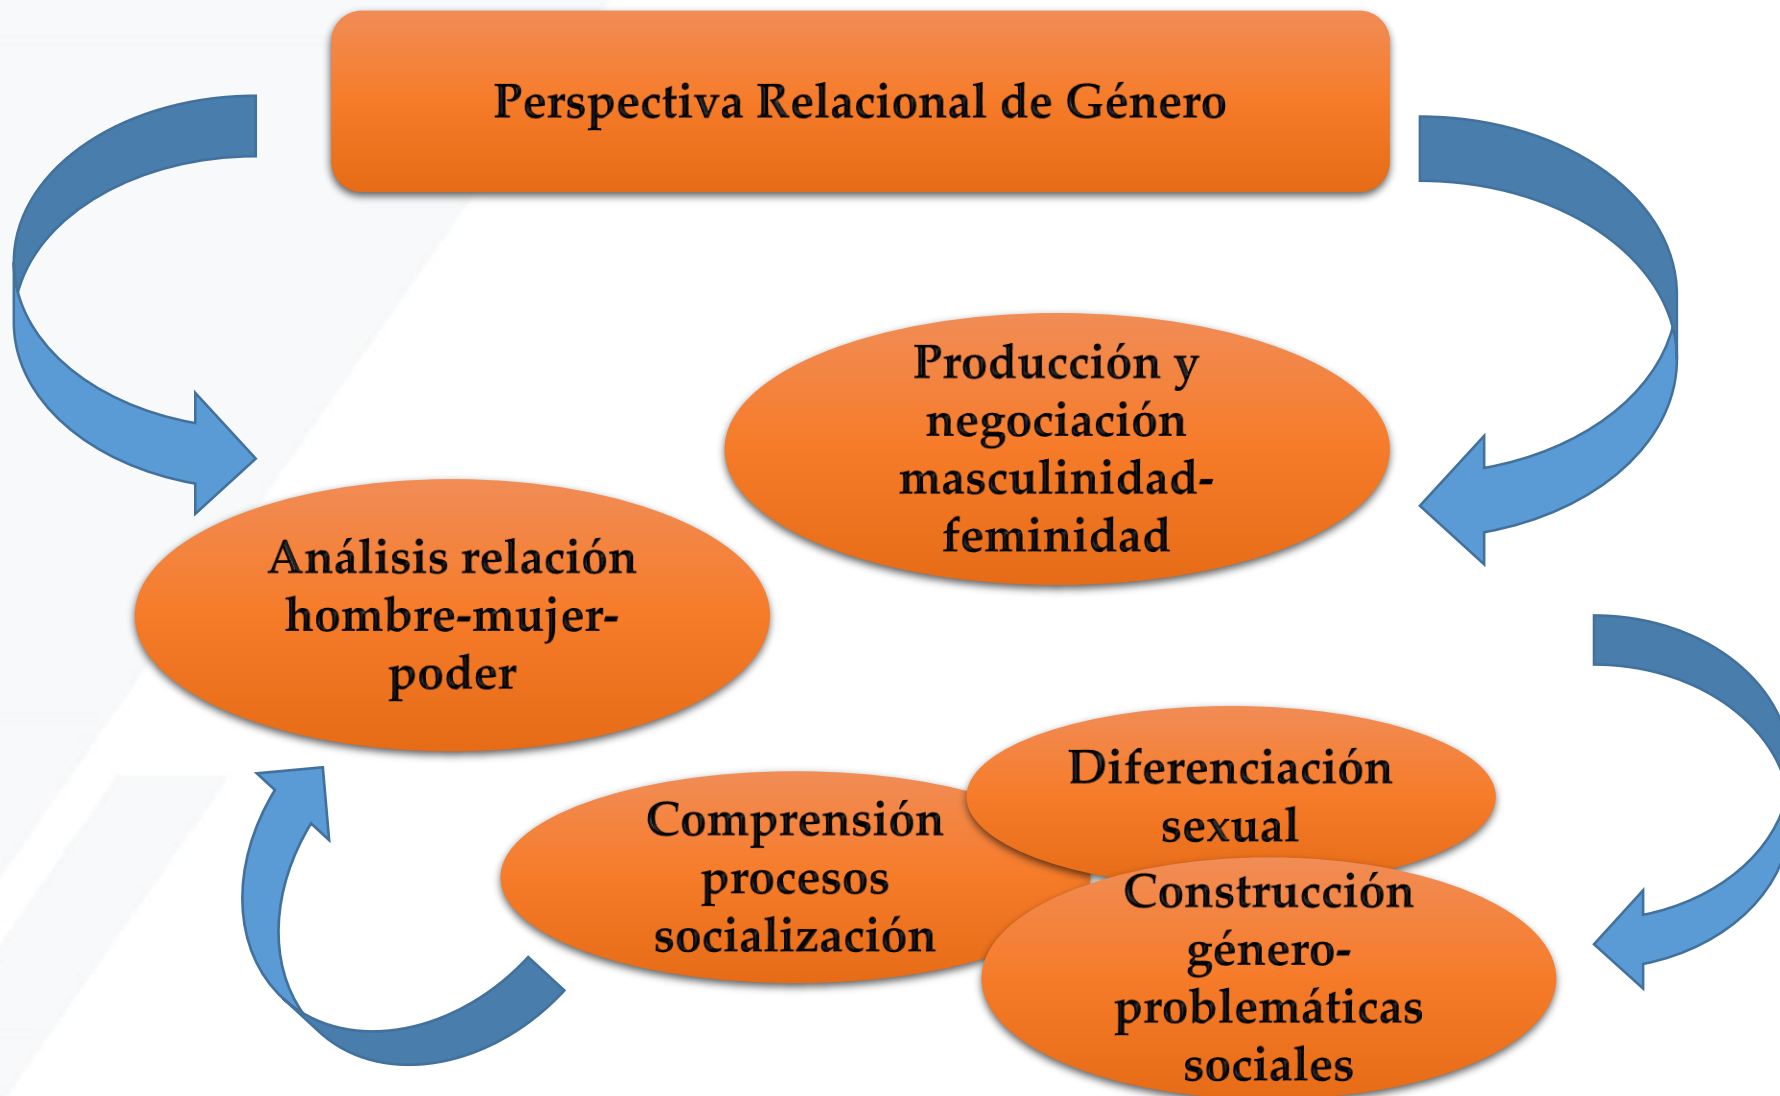 Perspectiva Relacional de Género
Producción y
negociación
masculinidad-
feminidad
Análisis relación
hombre-mujer-
poder
Diferenciación
sexual
Comprensión
procesos
socialización
Construcción
género-
problemáticas
sociales